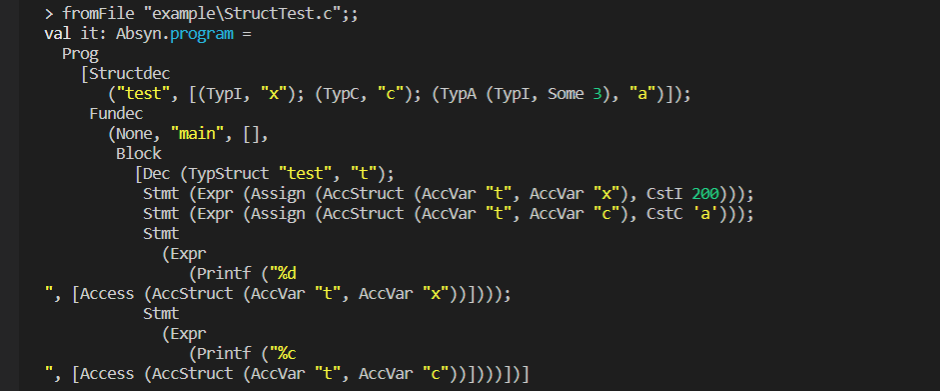 > fromFile "example\StructTest.c";;
val it: Absyn.program =
  Prog
    [Structdec
       ("test", [(TypI, "x"); (TypC, "c"); (TypA (TypI, Some 3), "a")]);
     Fundec
       (None, "main", [],
        Block
          [Dec (TypStruct "test", "t");
           Stmt (Expr (Assign (AccStruct (AccVar "t", AccVar "x"), CstI 200)));
           Stmt (Expr (Assign (AccStruct (AccVar "t", AccVar "c"), CstC 'a')));
           Stmt
             (Expr
                (Printf ("%d
", [Access (AccStruct (AccVar "t", AccVar "x"))])));
           Stmt
             (Expr
                (Printf ("%c
", [Access (AccStruct (AccVar "t", AccVar "c"))])))])]